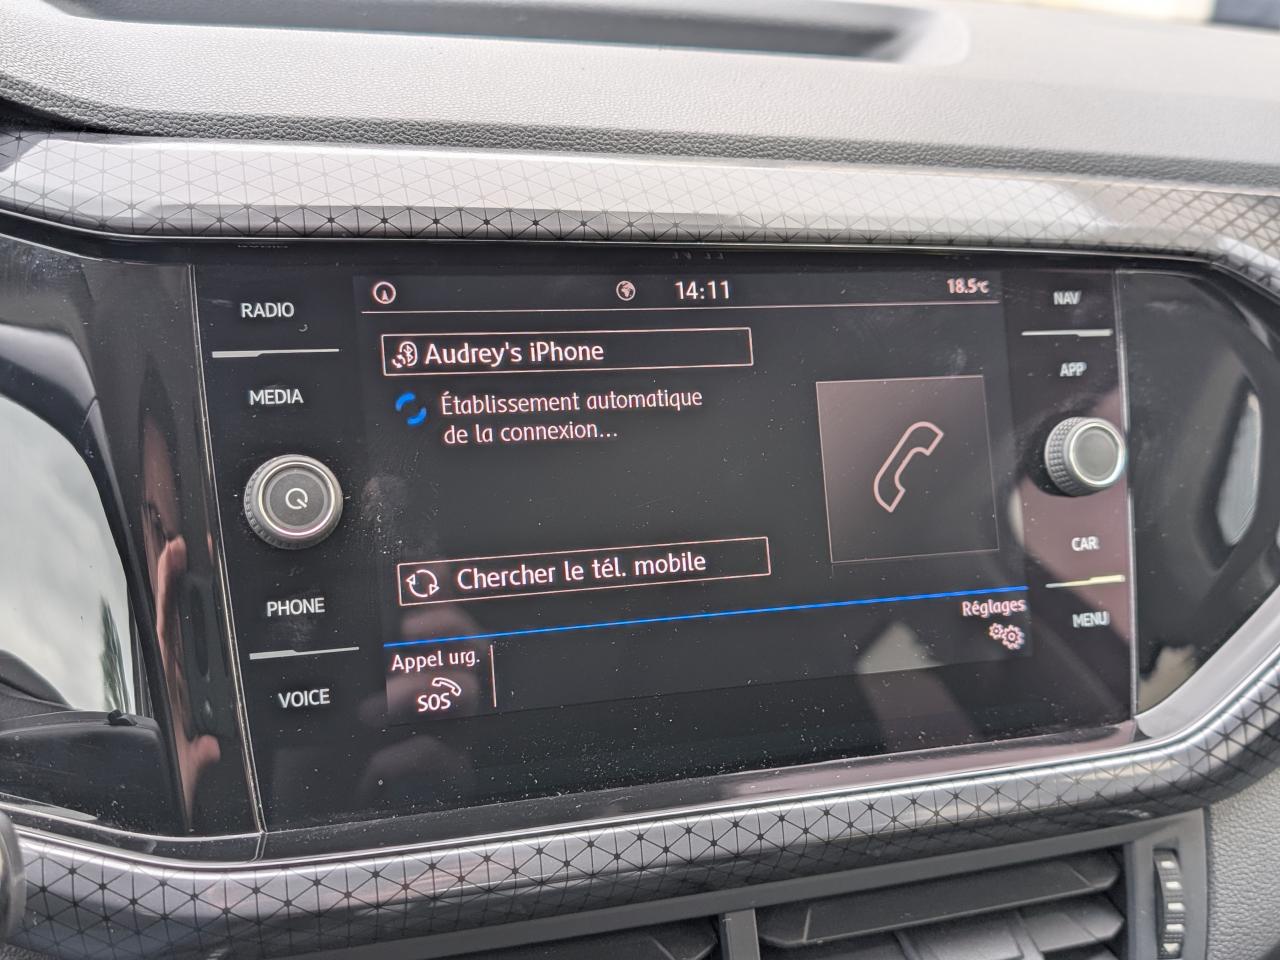 RADIO
MEDIA
PHONE
VOICE
14:11
18.5°C
Audrey's iPhone
Établissement automatique
de la connexion...
Chercher le tél. mobile
Appel urg.
SOS
Réglages
NAV
APP
CAR
MENU